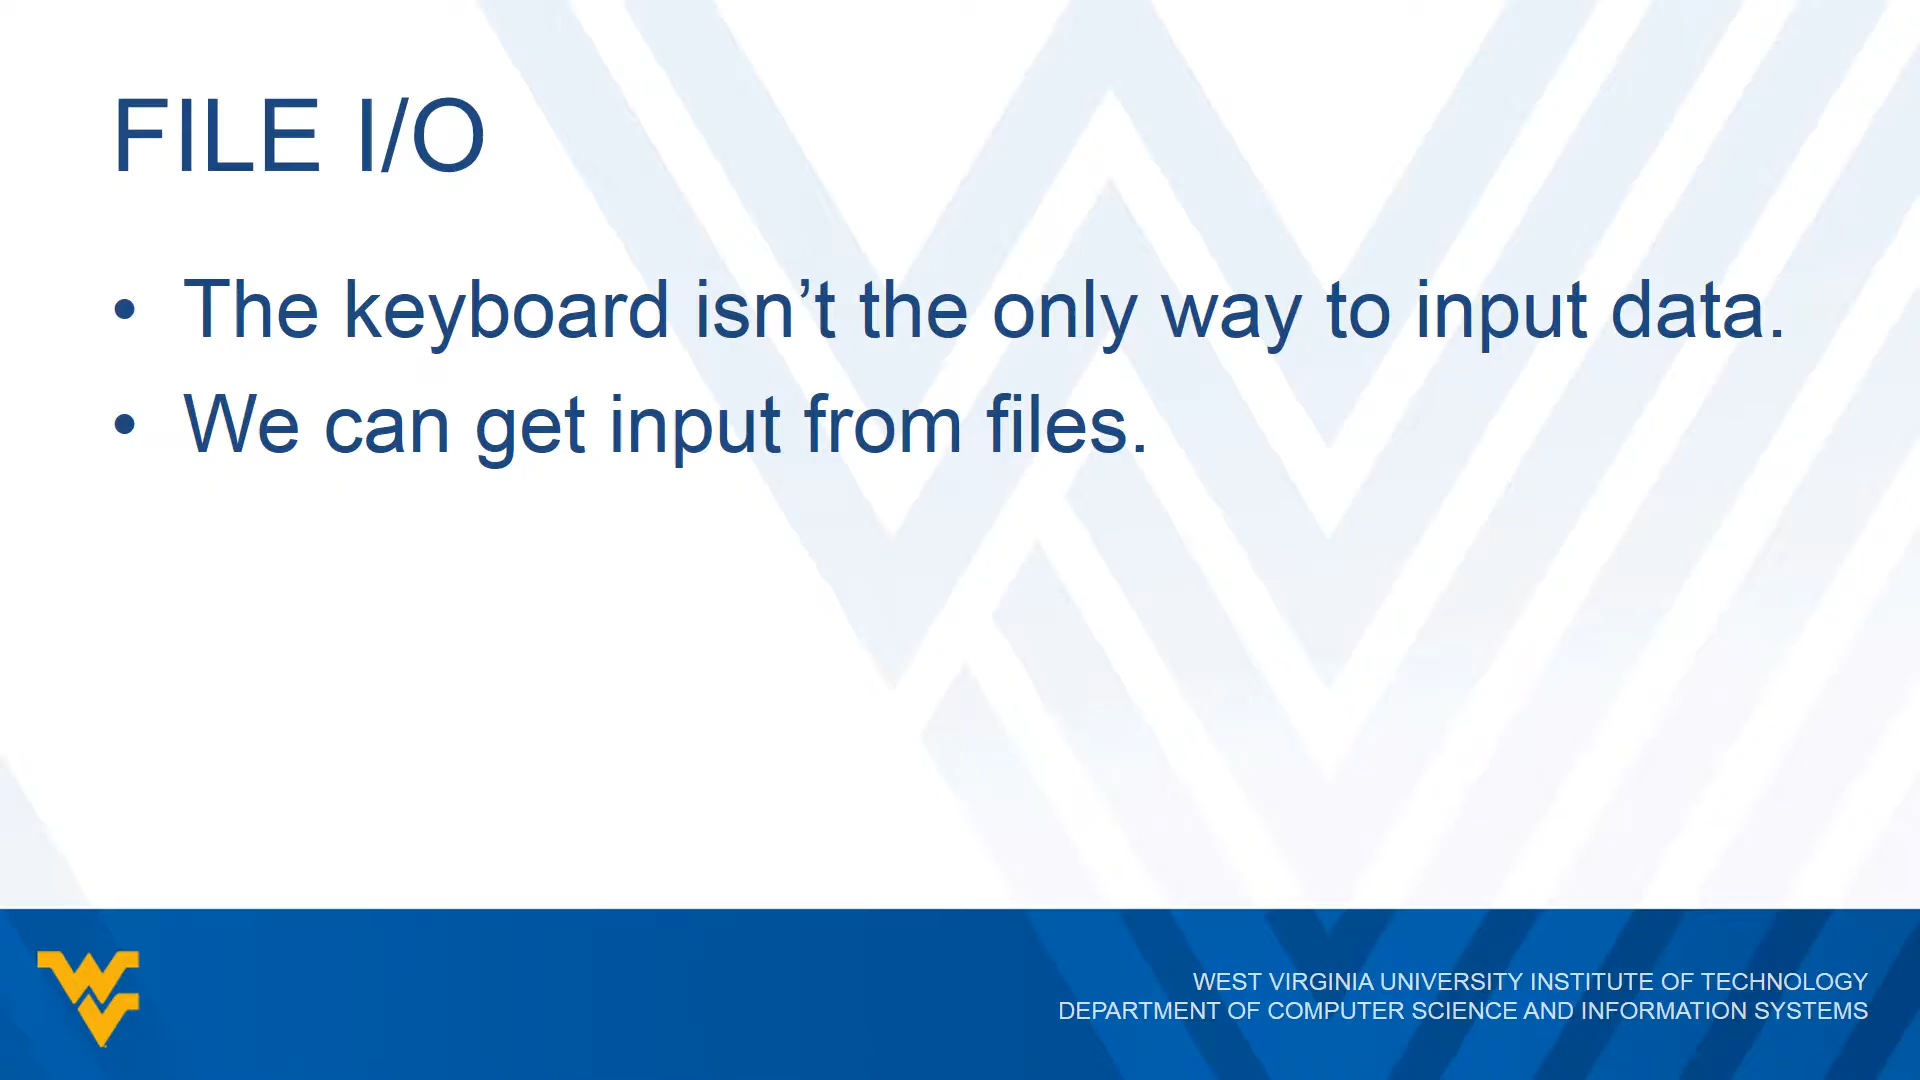 FILE I/O
• The keyboard isn’t the only way to input data.
• We can get input from files.
WEST VIRGINIA UNIVERSITY INSTITUTE OF TECHNOLOGY
DEPARTMENT OF COMPUTER SCIENCE AND INFORMATION SYSTEMS